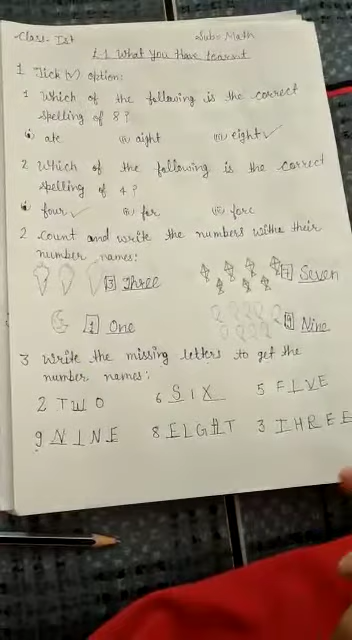 Class- Ist Sub:- Math
L-1 What you Have learnt
1 Tick (✓) option:
1 Which of the following is the correct
spelling of 8?
(i) ate (ii) aight (iii) eight ✓
2 Which of the following is the correct
spelling of 4?
(i) four ✓ (ii) for (iii) fore
2 Count and write the numbers withe their
number names:
3 Three 7 Seven
1 One 9 Nine
3 Write the missing letters to get the
number names:
2 TWO 6 SIX 5 FIVE
9 NINE 8 EIGHT 3 THREE